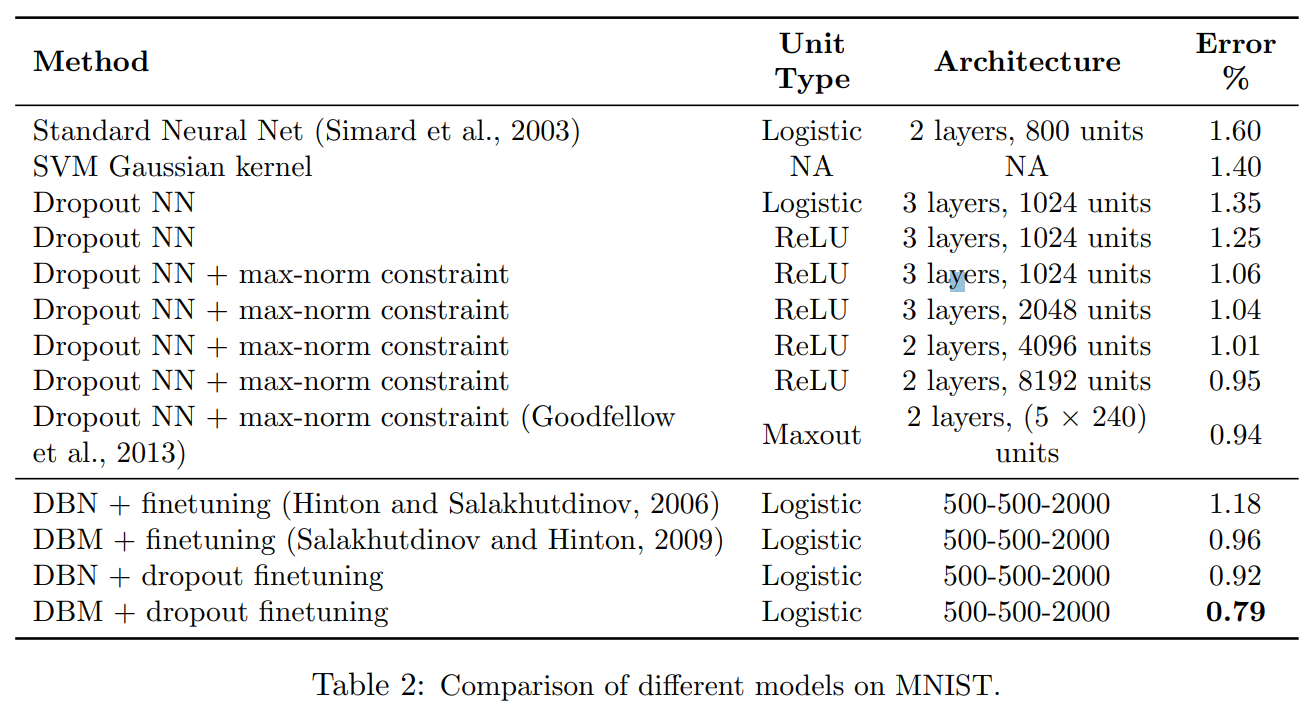 Method Unit Type Architecture Error %
Standard Neural Net (Simard et al., 2003) Logistic 2 layers, 800 units 1.60
SVM Gaussian kernel NA NA 1.40
Dropout NN Logistic 3 layers, 1024 units 1.35
Dropout NN ReLU 3 layers, 1024 units 1.25
Dropout NN + max-norm constraint ReLU 3 layers, 1024 units 1.06
Dropout NN + max-norm constraint ReLU 3 layers, 2048 units 1.04
Dropout NN + max-norm constraint ReLU 2 layers, 4096 units 1.01
Dropout NN + max-norm constraint ReLU 2 layers, 8192 units 0.95
Dropout NN + max-norm constraint (Goodfellow et al., 2013) Maxout 2 layers, (5 × 240) units 0.94
DBN + finetuning (Hinton and Salakhutdinov, 2006) Logistic 500-500-2000 1.18
DBM + finetuning (Salakhutdinov and Hinton, 2009) Logistic 500-500-2000 0.96
DBN + dropout finetuning Logistic 500-500-2000 0.92
DBM + dropout finetuning Logistic 500-500-2000 0.79
Table 2: Comparison of different models on MNIST.